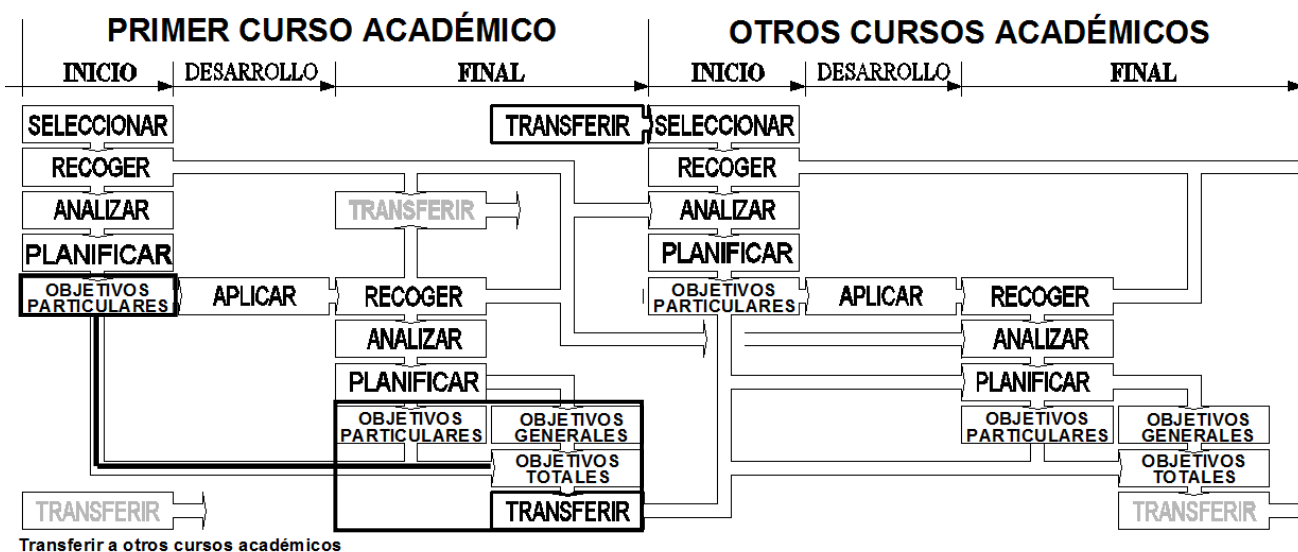 PRIMER CURSO ACADÉMICO
OTROS CURSOS ACADÉMICOS
INICIO DESARROLLO FINAL INICIO DESARROLLO FINAL
SELECCIONAR TRANSFERIR SELECCIONAR
RECOGER RECOGER
ANALIZAR TRANSFERIR ANALIZAR
PLANIFICAR PLANIFICAR
OBJETIVOS OBJETIVOS
PARTICULARES APLICAR RECOGER PARTICULARES APLICAR RECOGER
ANALIZAR ANALIZAR
PLANIFICAR PLANIFICAR
OBJETIVOS OBJETIVOS OBJETIVOS OBJETIVOS
PARTICULARES GENERALES PARTICULARES GENERALES
OBJETIVOS OBJETIVOS
TOTALES TOTALES
TRANSFERIR TRANSFERIR TRANSFERIR
Transferir a otros cursos académicos